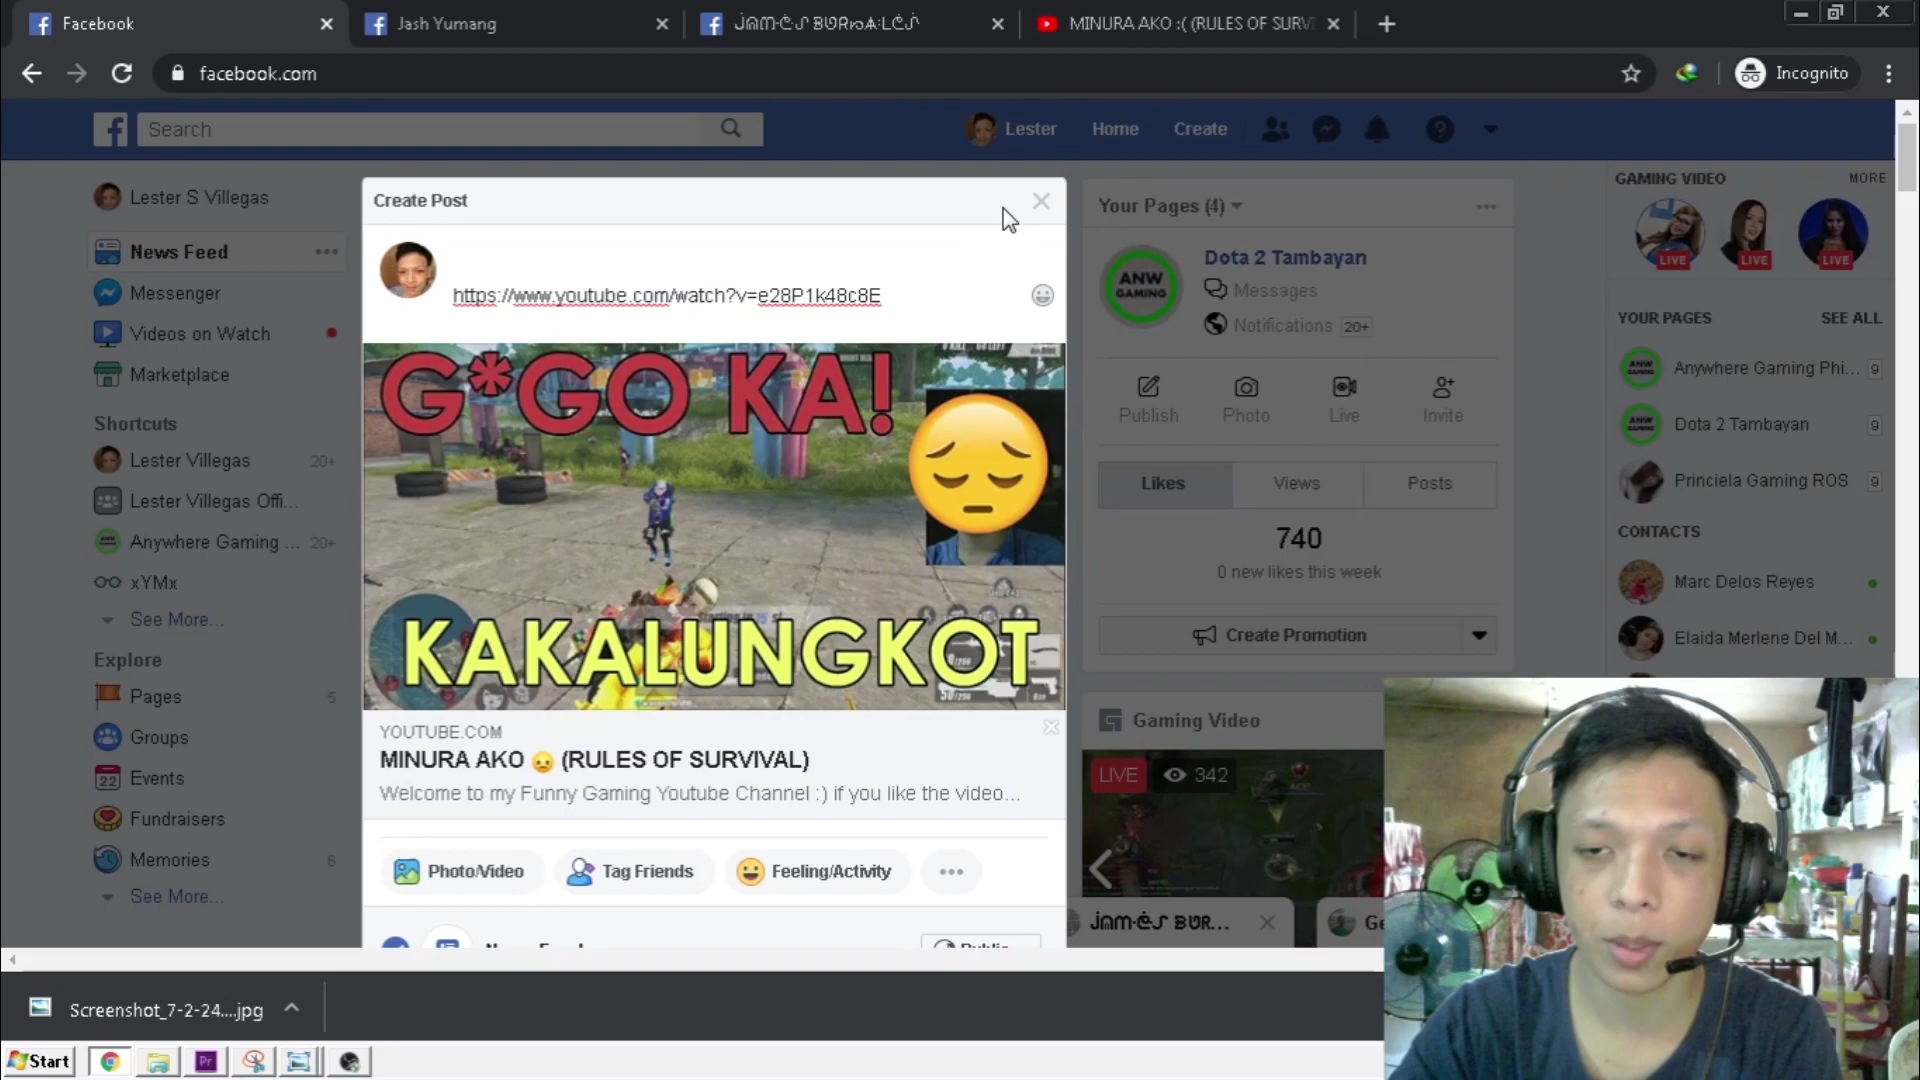 Facebook
Jash Yumang
MINURA AKO :( (RULES OF SURVI
facebook.com
Incognito
Search
Lester
Home
Create
Lester S Villegas
News Feed
Messenger
Videos on Watch
Marketplace
Shortcuts
Lester Villegas 20+
Lester Villegas Offi...
Anywhere Gaming ... 20+
xYMx
See More...
Explore
Pages 5
Groups
22 Events
Fundraisers
Memories 6
See More...
Create Post
https://www.youtube.com/watch?v=e28P1k48c8E
G*GO KA!
KAKALUNGKOT
YOUTUBE.COM
MINURA AKO 😞 (RULES OF SURVIVAL)
Welcome to my Funny Gaming Youtube Channel :) if you like the video...
Photo/Video
Tag Friends
Feeling/Activity
Your Pages (4)
ANW
GAMING
Dota 2 Tambayan
Messages
Notifications 20+
Publish
Photo
Live
Invite
Likes
Views
Posts
740
0 new likes this week
Create Promotion
Gaming Video
LIVE 342
GAMING VIDEO
MORE
LIVE
LIVE
LIVE
YOUR PAGES
SEE ALL
Anywhere Gaming Phi... 9
Dota 2 Tambayan 9
Princiela Gaming ROS 9
CONTACTS
Marc Delos Reyes
Elaida Merlene Del M...
Screenshot_7-2-24....jpg
Start
Pr